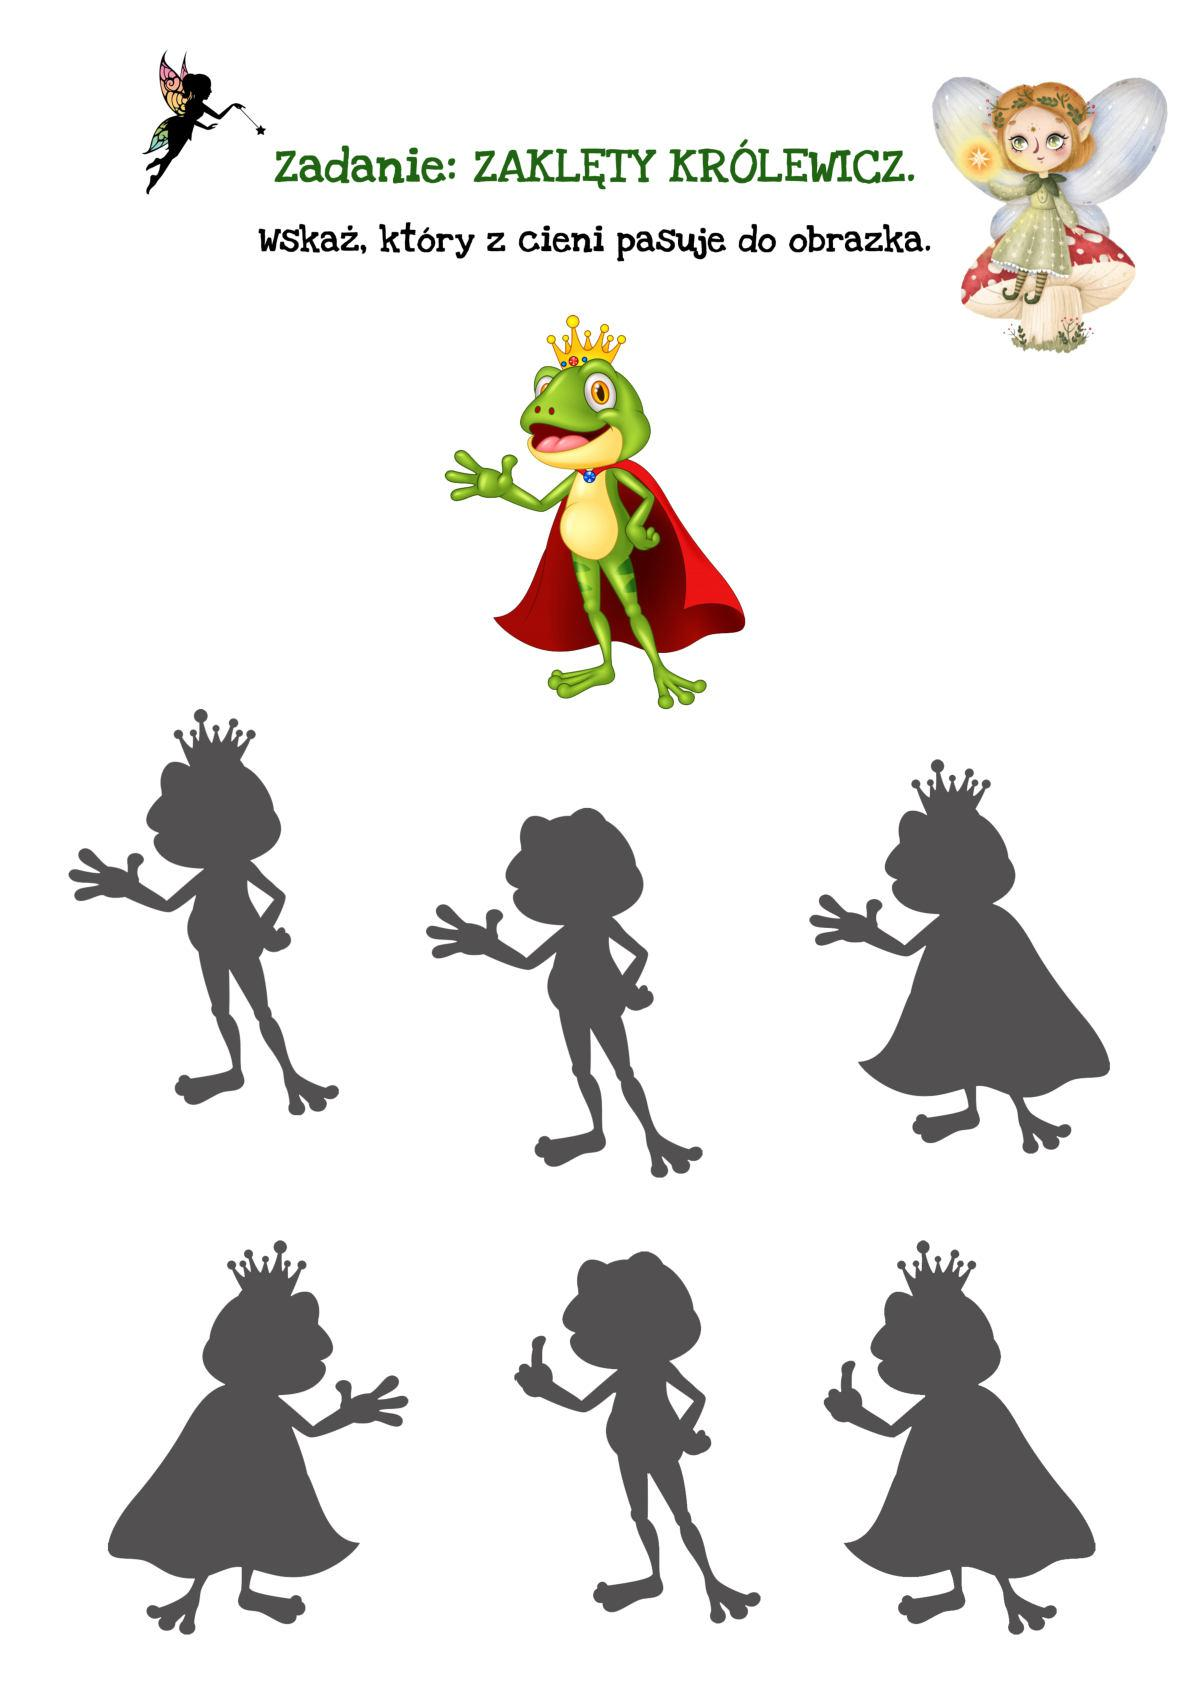 Zadanie: ZAKLĘTY KRÓLEWICZ.
Wskaż, który z cieni pasuje do obrazka.